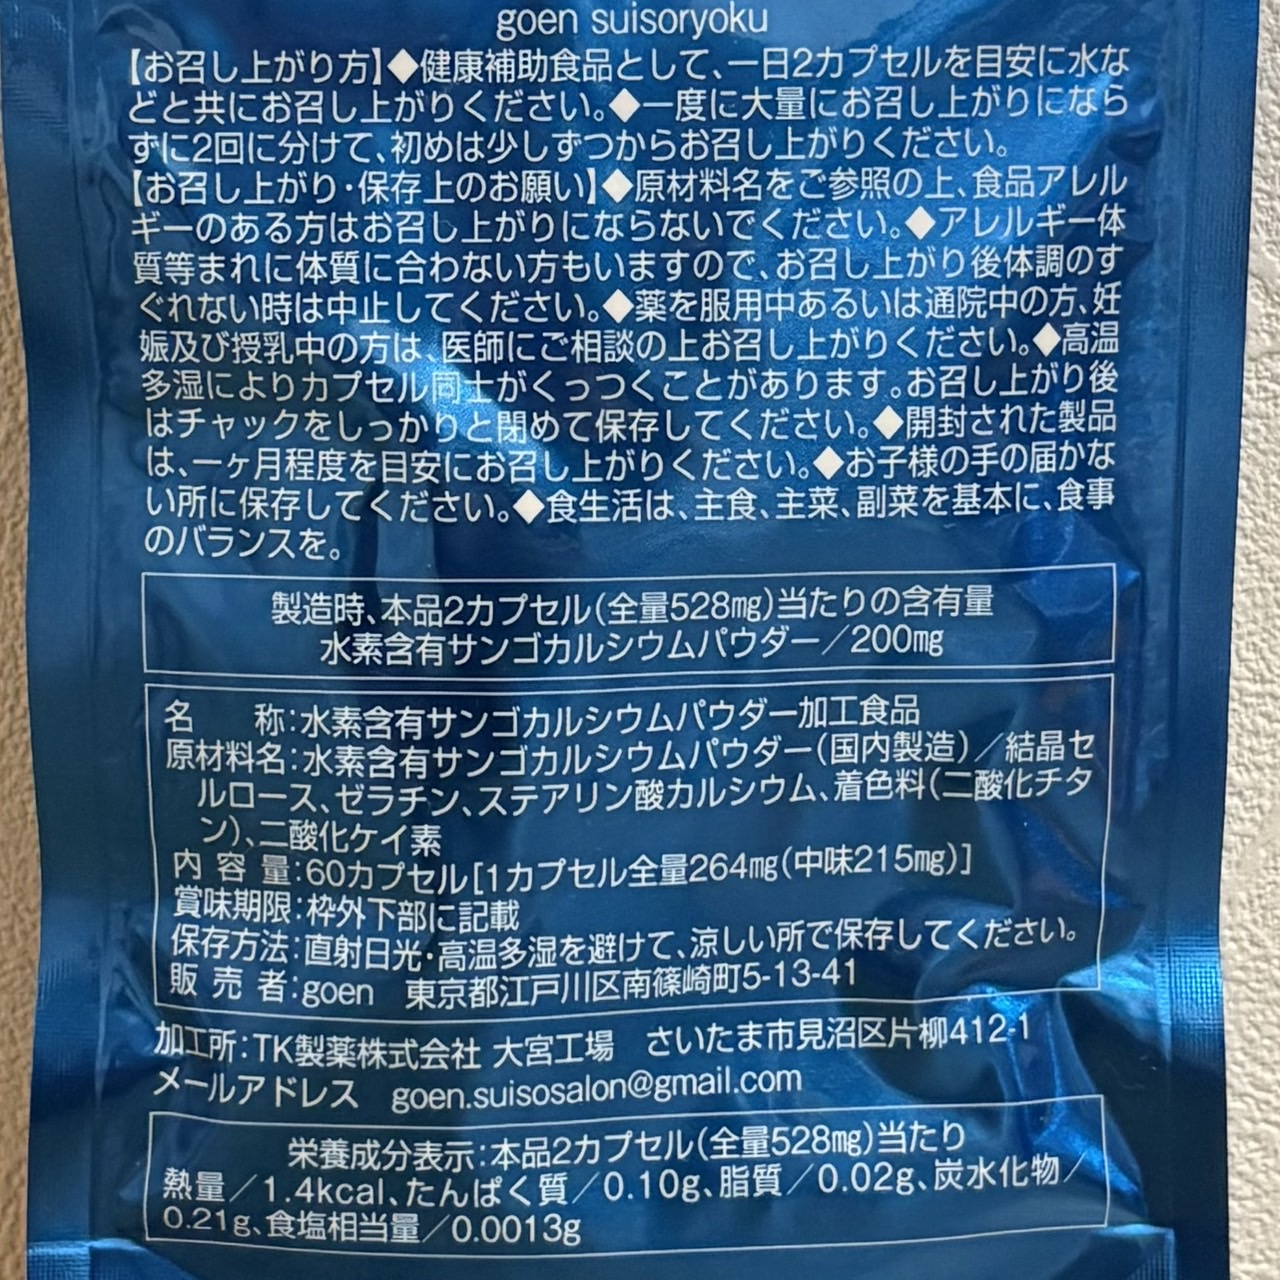 goen suisoryoku
【お召し上がり方】◆健康補助食品として、一日2カプセルを目安に水な
どと共にお召し上がりください。◆一度に大量にお召し上がりになら
ずに2回に分けて、初めは少しずつからお召し上がりください。
【お召し上がり・保存上のお願い】◆原材料名をご参照の上、食品アレル
ギーのある方はお召し上がりにならないでください。◆アレルギー体
質等まれに体質に合わない方もいますので、お召し上がり後体調のす
ぐれない時は中止してください。◆薬を服用中あるいは通院中の方、妊
娠及び授乳中の方は、医師にご相談の上お召し上がりください。◆高温
多湿によりカプセル同士がくっつくことがあります。お召し上がり後
はチャックをしっかりと閉めて保存してください。◆開封された製品
は、一ヶ月程度を目安にお召し上がりください。◆お子様の手の届かな
い所に保存してください。◆食生活は、主食、主菜、副菜を基本に、食事
のバランスを。
製造時、本品2カプセル(全量528㎎)当たりの含有量
水素含有サンゴカルシウムパウダー／200㎎
名　　称：水素含有サンゴカルシウムパウダー加工食品
原材料名：水素含有サンゴカルシウムパウダー(国内製造)／結晶セ
ルロース、ゼラチン、ステアリン酸カルシウム、着色料(二酸化チタ
ン)、二酸化ケイ素
内 容 量：60カプセル[1カプセル全量264㎎(中味215㎎)]
賞味期限：枠外下部に記載
保存方法：直射日光・高温多湿を避けて、涼しい所で保存してください。
販 売 者：goen　東京都江戸川区南篠崎町5-13-41
加工所：TK製薬株式会社 大宮工場　さいたま市見沼区片柳412-1
メールアドレス　goen.suisosalon@gmail.com
栄養成分表示：本品2カプセル(全量528㎎)当たり
熱量／1.4kcal、たんぱく質／0.10g、脂質／0.02g、炭水化物／
0.21g、食塩相当量／0.0013g